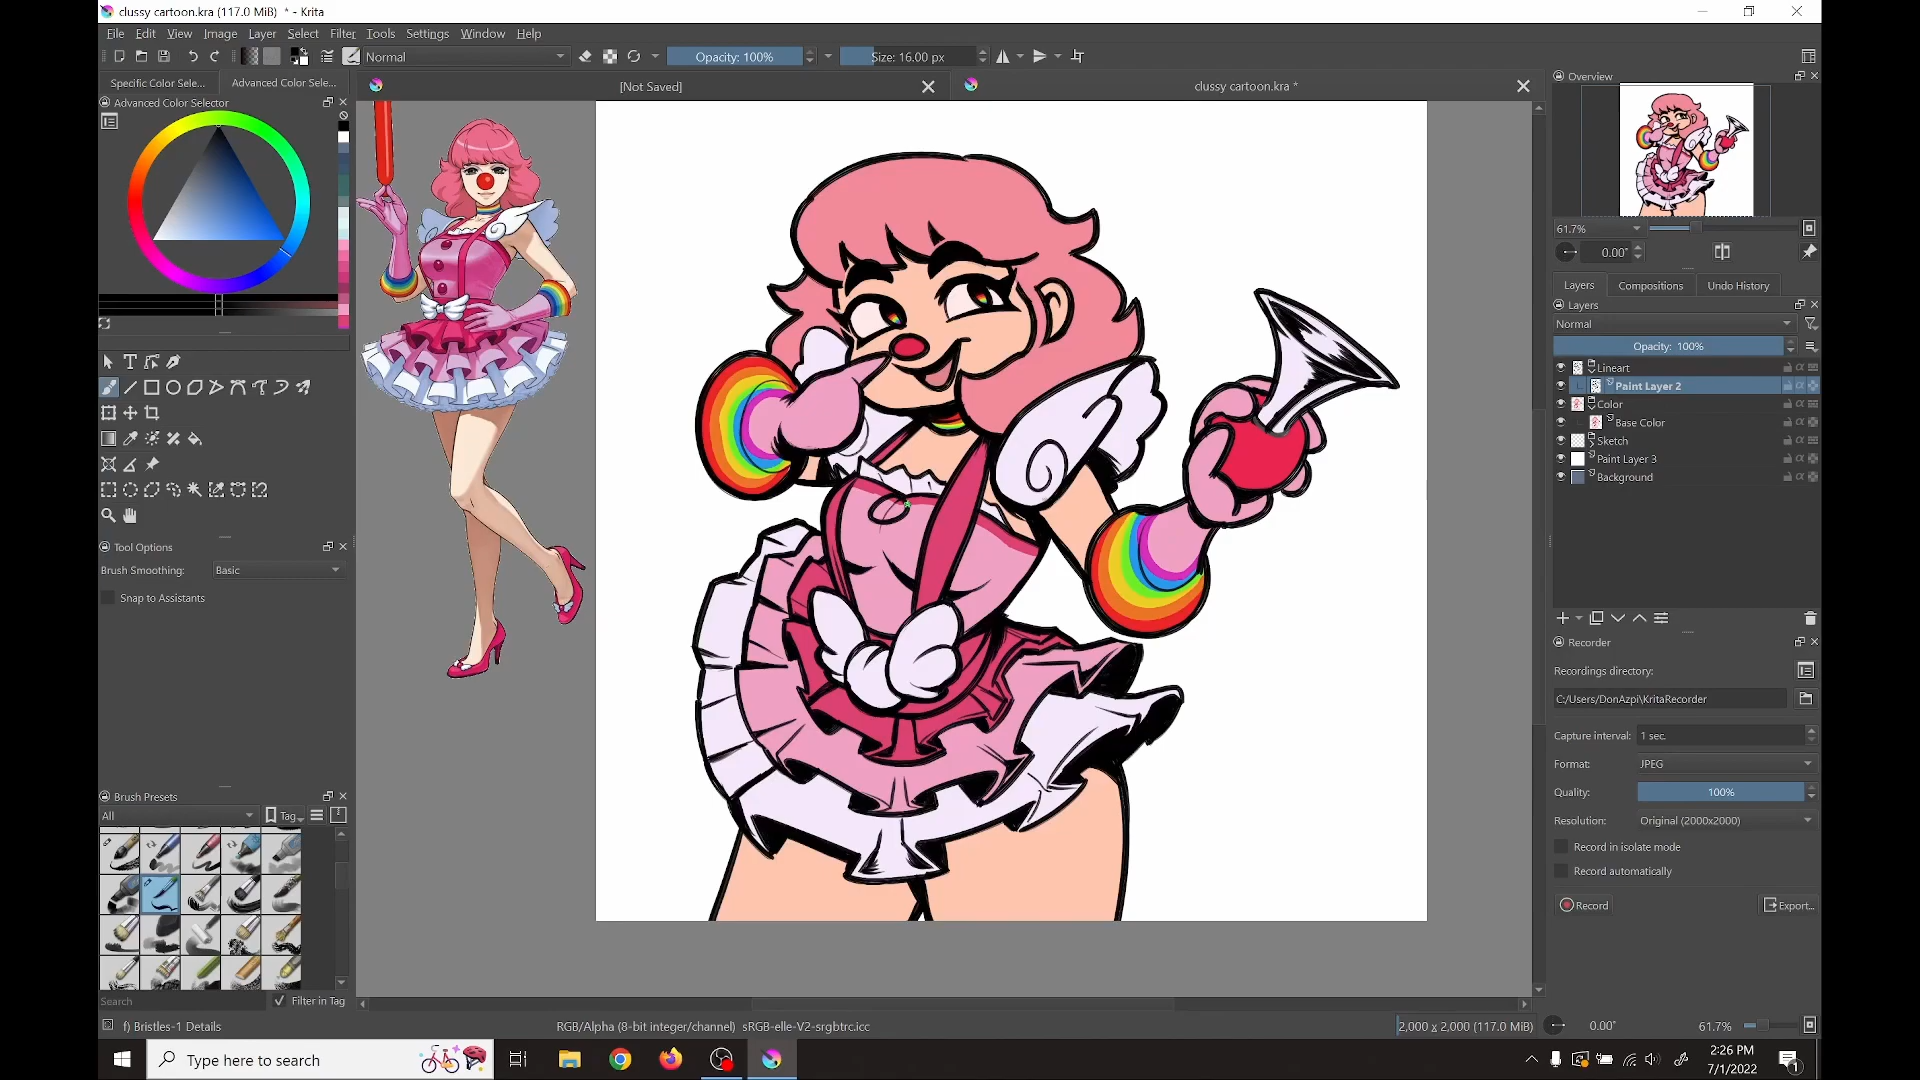 clussy cartoon.kra (117.0 MiB) * - Krita
File Edit View Image Layer Filter Tools Settings Window Help
Normal Opacity: 100% Size: 16.00 px
Specific Color Sele... Advanced Color Sele... [Not Saved] clussy cartoon.kra *
Advanced Color Selector
Overview
61.7%
0.00°
Layers Compositions Undo History
Layers
Normal
Opacity: 100%
Lineart
Paint Layer 2
Color
Base Color
Sketch
Paint Layer 3
Background
Tool Options
Brush Smoothing: Basic
Snap to Assistants
Recorder
Recordings directory:
C:/Users/DonAzpi/KritaRecorder
Capture interval: 1 sec.
Format: JPEG
Quality: 100%
Resolution: Original (2000x2000)
Record in isolate mode
Record automatically
Record Export...
Brush Presets
All Tag
Search Filter in Tag
f) Bristles-1 Details RGB/Alpha (8-bit integer/channel) sRGB-elle-V2-srgbtrc.icc 2,000 x 2,000 (117.0 MiB) 0.00° 61.7%
Type here to search
2:26 PM
7/1/2022
1